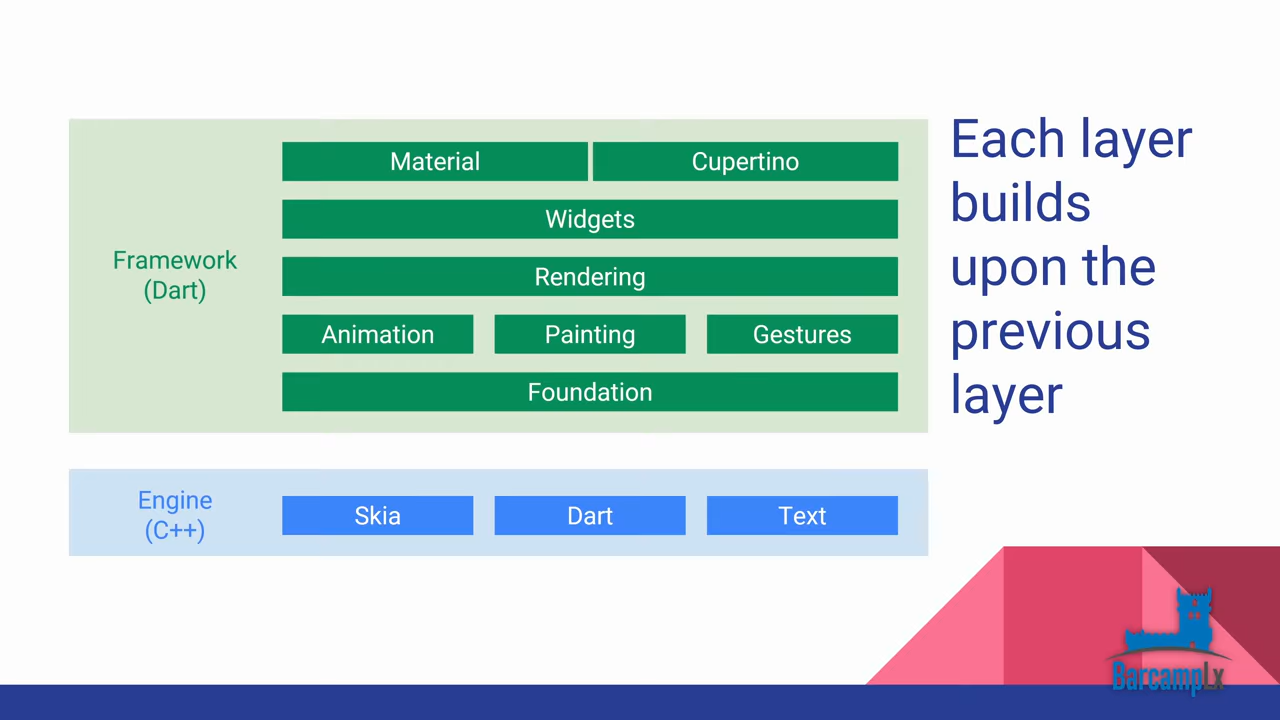 Material Cupertino
Widgets
Rendering
Animation Painting Gestures
Foundation
Framework
(Dart)
Engine
(C++)
Skia Dart Text
Each layer
builds
upon the
previous
layer
BarcampLx